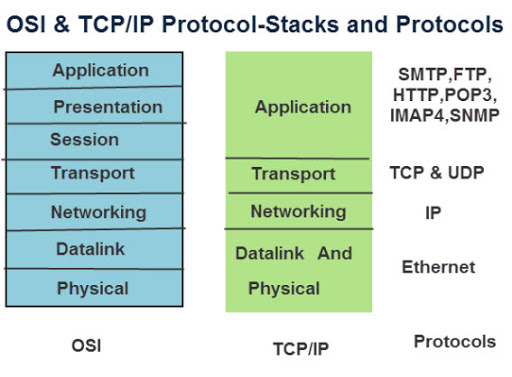 OSI & TCP/IP Protocol-Stacks and Protocols
Application
Presentation
Session
Transport
Networking
Datalink
Physical
OSI
Application
Transport
Networking
Datalink And
Physical
TCP/IP
SMTP,FTP,
HTTP,POP3,
IMAP4,SNMP
TCP & UDP
IP
Ethernet
Protocols